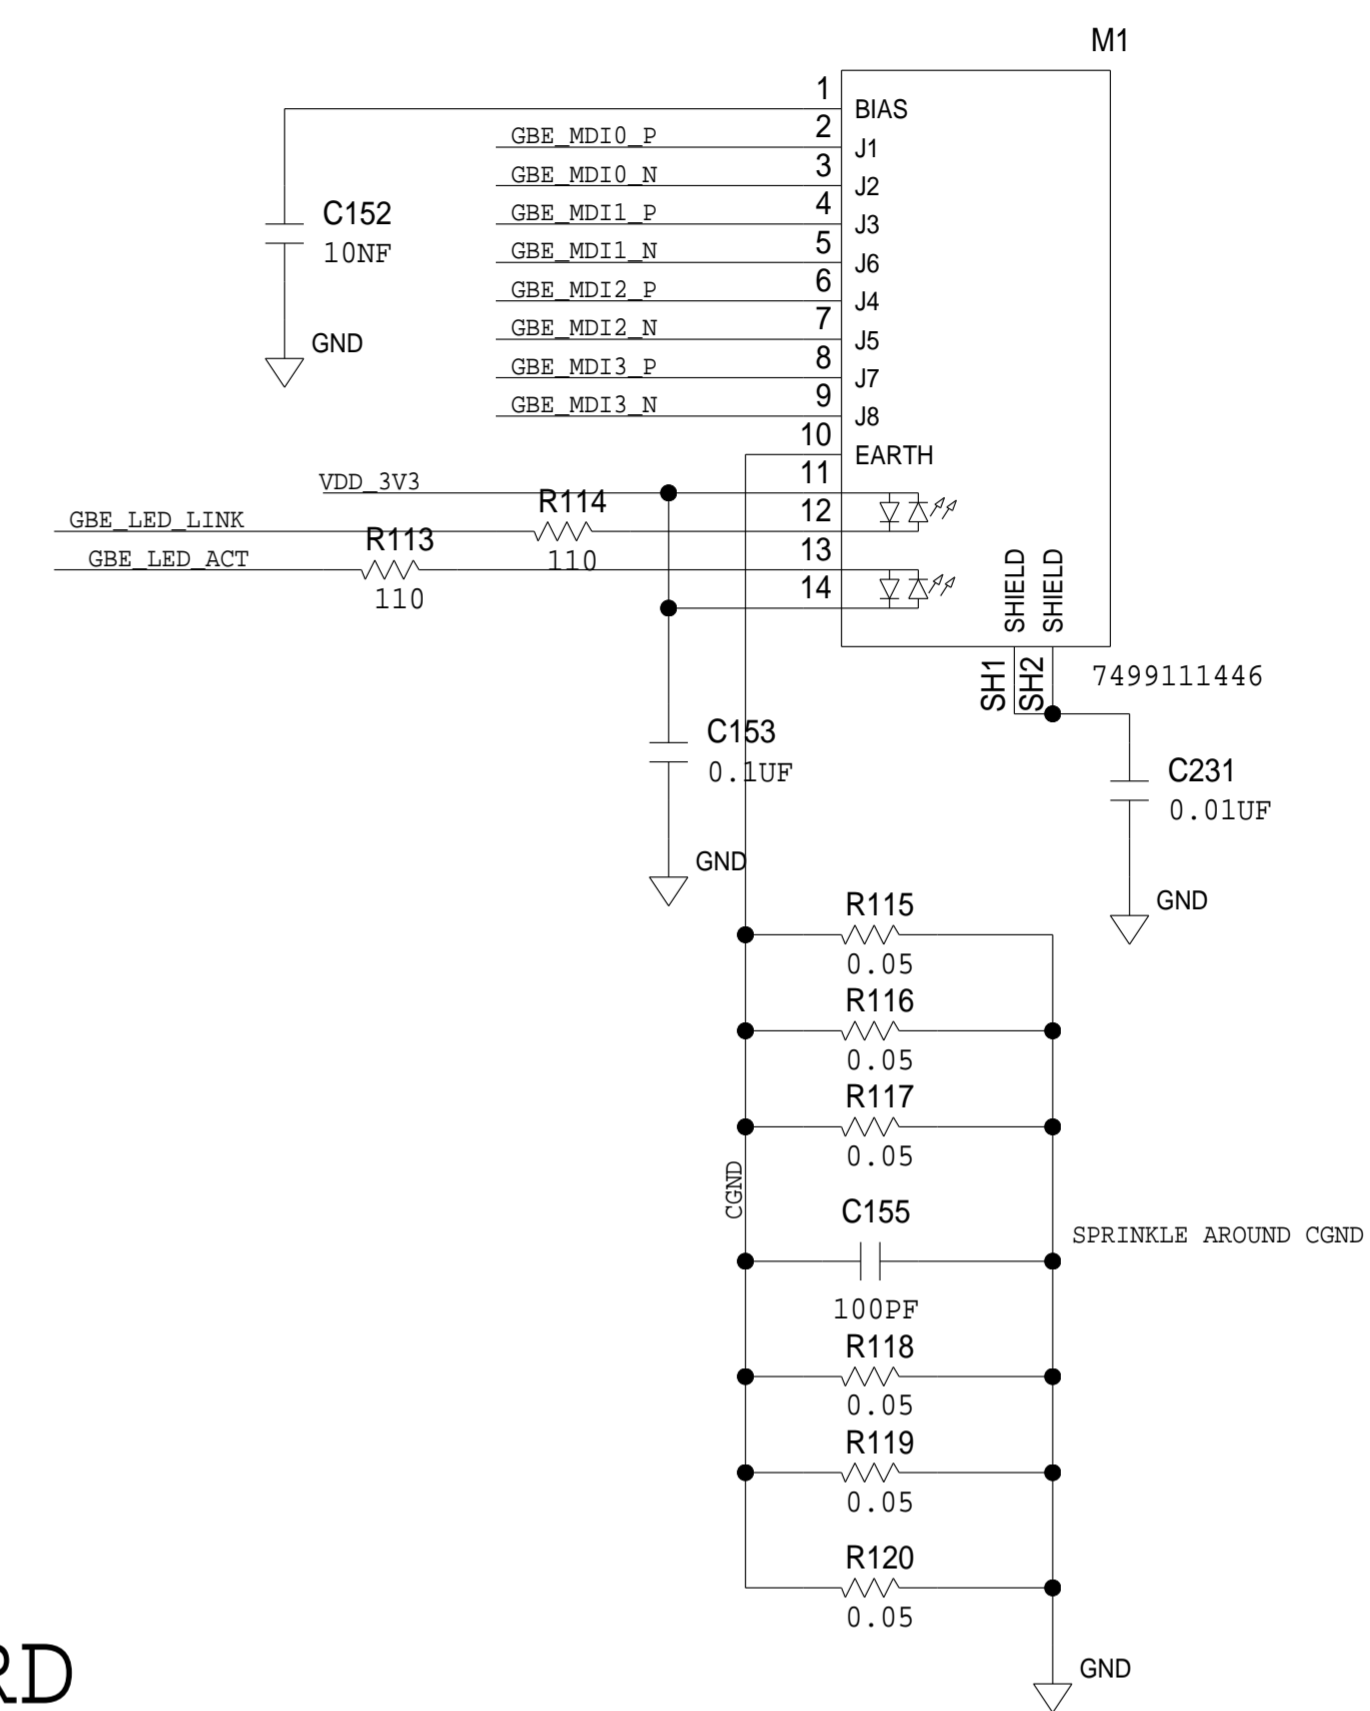 M1
1
BIAS
GBE_MDI0_P
2
J1
GBE_MDI0_N
3
J2
GBE_MDI1_P
4
J3
GBE_MDI1_N
5
J6
GBE_MDI2_P
6
J4
GBE_MDI2_N
7
J5
GBE_MDI3_P
8
J7
GBE_MDI3_N
9
J8
C152
10NF
GND
10
EARTH
VDD_3V3
11
GBE_LED_LINK
R114
110
12
GBE_LED_ACT
R113
110
13
14
SHIELD
SHIELD
SH1
SH2
7499111446
C153
0.1UF
GND
C231
0.01UF
GND
R115
0.05
R116
0.05
R117
0.05
CGND
C155
100PF
SPRINKLE AROUND CGND
R118
0.05
R119
0.05
R120
0.05
GND
RD